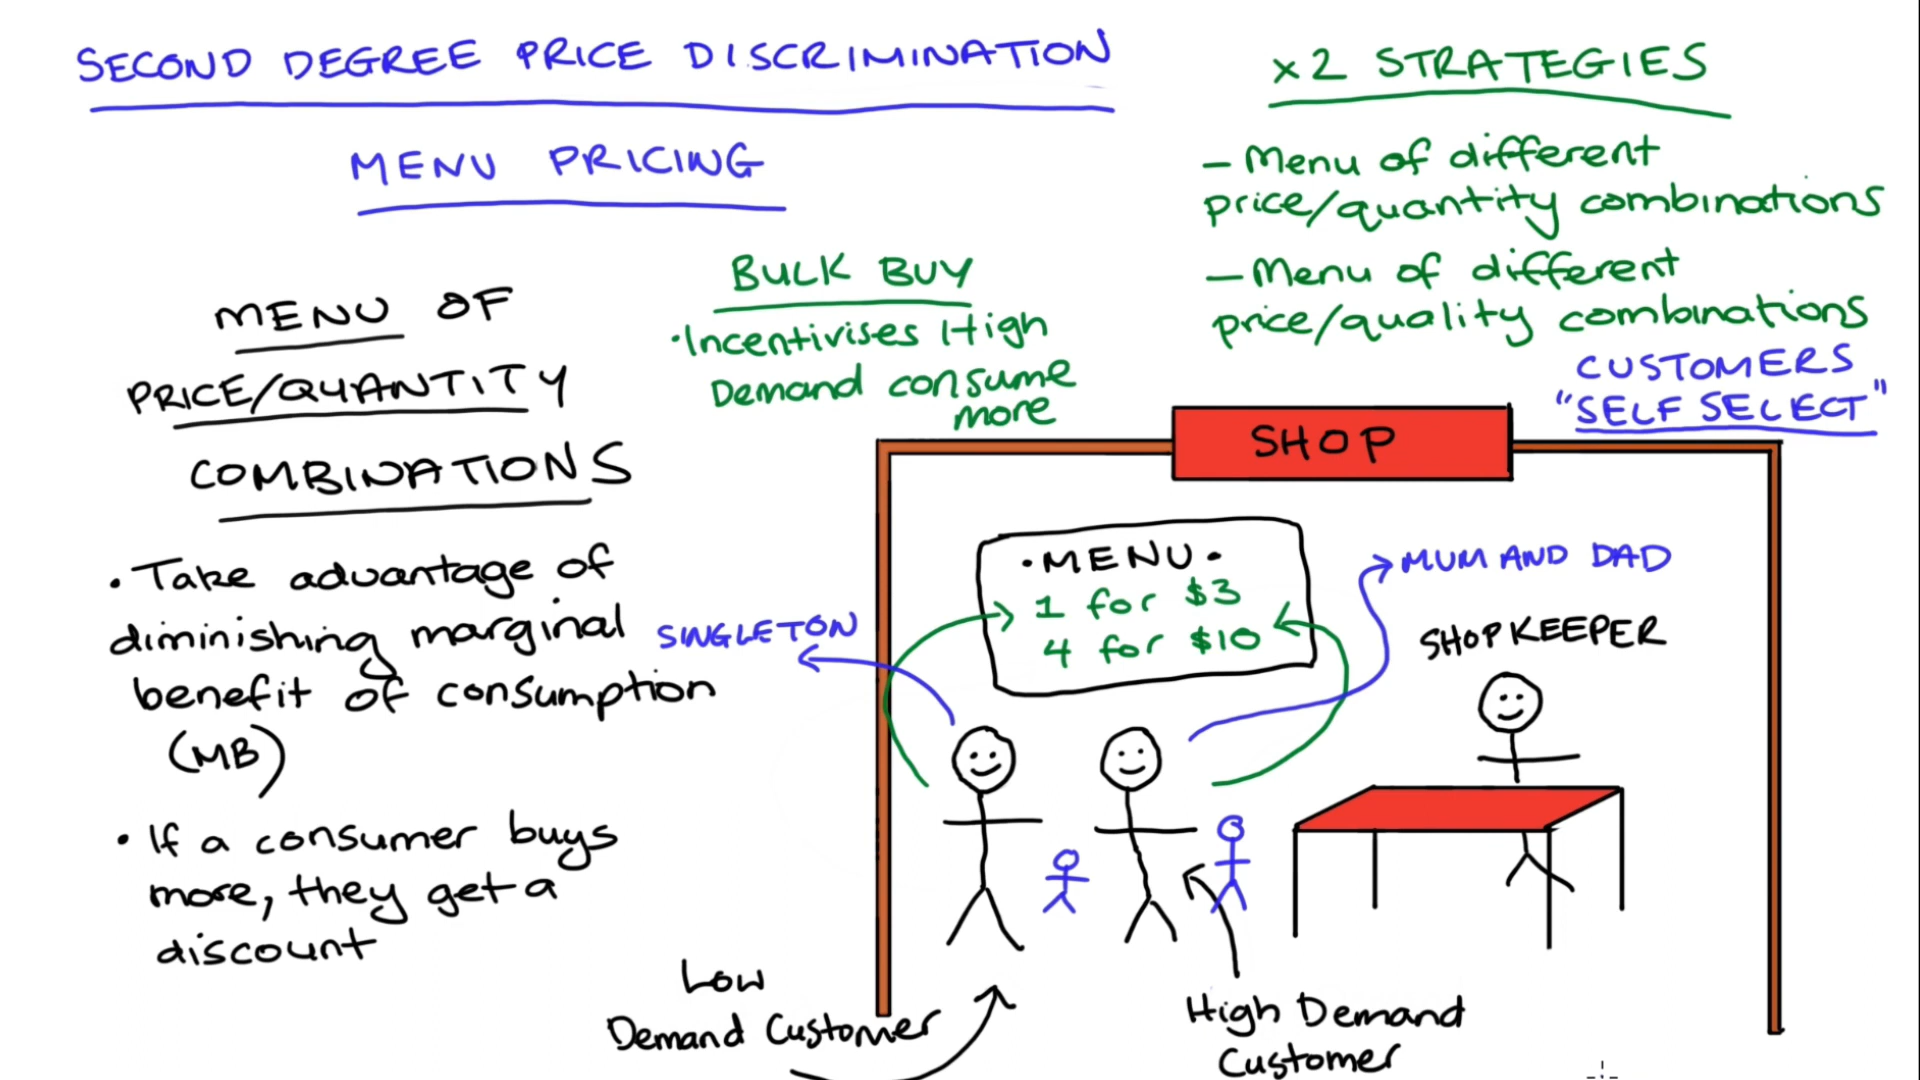 SECOND DEGREE PRICE DISCRIMINATION
MENU PRICING
MENU OF
PRICE/QUANTITY
COMBINATIONS
• Take advantage of
diminishing marginal
benefit of consumption
(MB)
• If a consumer buys
more, they get a
discount
BULK BUY
• Incentivises High
Demand consume
more
x2 STRATEGIES
– Menu of different
price/quantity combinations
– Menu of different
price/quality combinations
CUSTOMERS
"SELF SELECT"
SHOP
• MENU •
1 for $3
4 for $10
SINGLETON
MUM AND DAD
SHOPKEEPER
Low
Demand Customer
High Demand
Customer